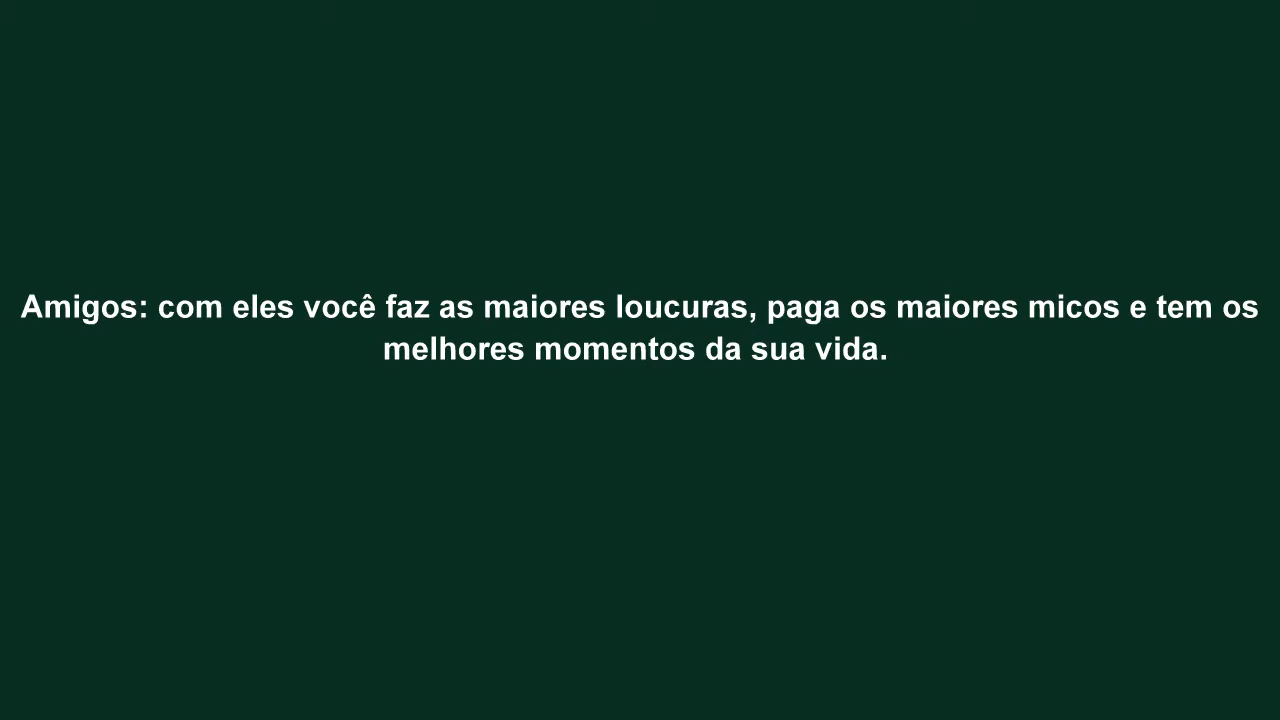 Amigos: com eles você faz as maiores loucuras, paga os maiores micos e tem os
melhores momentos da sua vida.